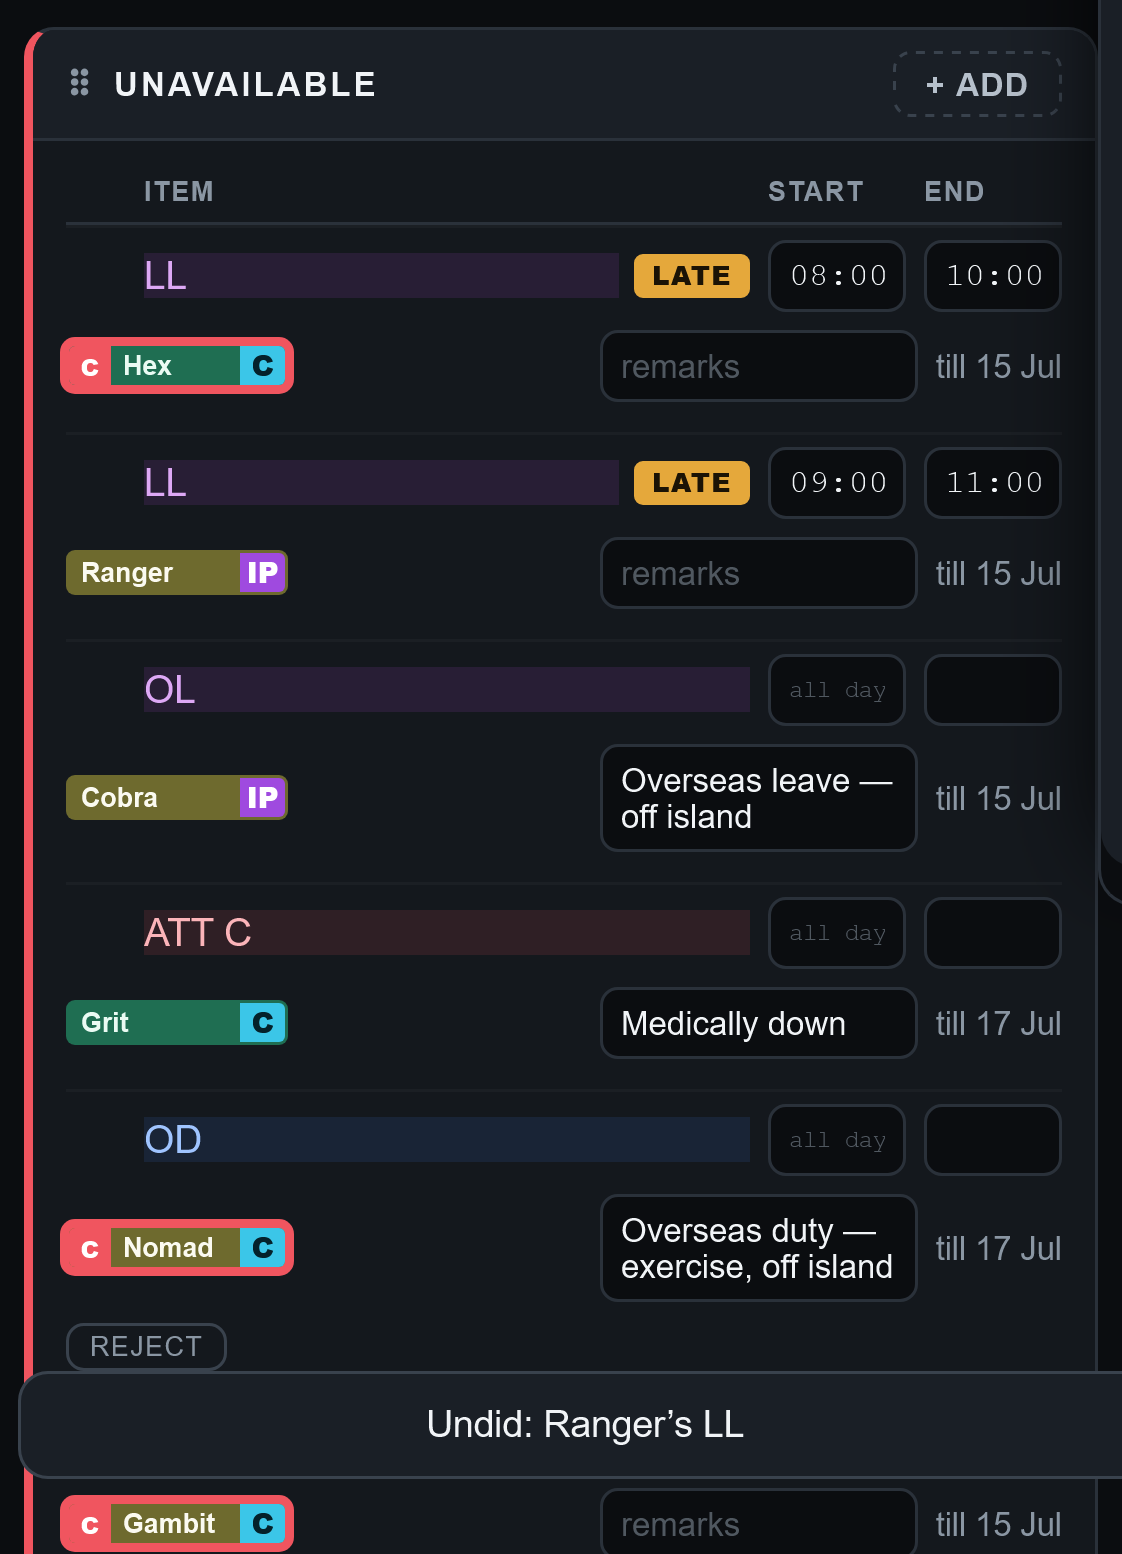 UNAVAILABLE
+ ADD
ITEM START END
LL LATE 08:00 10:00
c Hex C remarks till 15 Jul
LL LATE 09:00 11:00
Ranger IP remarks till 15 Jul
OL all day
Cobra IP Overseas leave —
off island till 15 Jul
ATT C all day
Grit C Medically down till 17 Jul
OD all day
c Nomad C Overseas duty —
exercise, off island till 17 Jul
REJECT
Undid: Ranger’s LL
c Gambit C remarks till 15 Jul